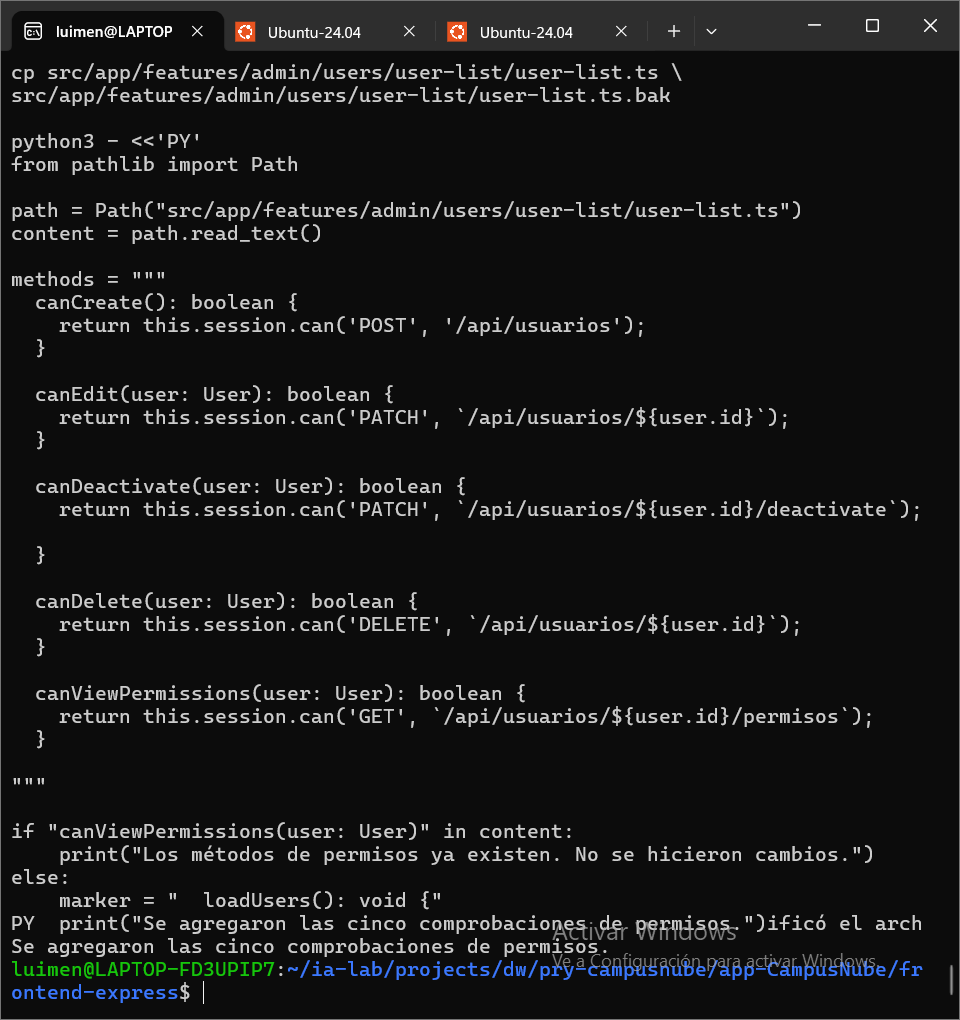 luimen@LAPTOP
Ubuntu-24.04
Ubuntu-24.04
cp src/app/features/admin/users/user-list/user-list.ts \
src/app/features/admin/users/user-list/user-list.ts.bak
python3 - <<'PY'
from pathlib import Path
path = Path("src/app/features/admin/users/user-list/user-list.ts")
content = path.read_text()
methods = """
  canCreate(): boolean {
    return this.session.can('POST', '/api/usuarios');
  }
  canEdit(user: User): boolean {
    return this.session.can('PATCH', `/api/usuarios/${user.id}`);
  }
  canDeactivate(user: User): boolean {
    return this.session.can('PATCH', `/api/usuarios/${user.id}/deactivate`);
  }
  canDelete(user: User): boolean {
    return this.session.can('DELETE', `/api/usuarios/${user.id}`);
  }
  canViewPermissions(user: User): boolean {
    return this.session.can('GET', `/api/usuarios/${user.id}/permisos`);
  }
"""
if "canViewPermissions(user: User)" in content:
    print("Los métodos de permisos ya existen. No se hicieron cambios.")
else:
    marker = "  loadUsers(): void {"
PY  print("Se agregaron las cinco comprobaciones de permisos.")ificó el arch
Se agregaron las cinco comprobaciones de permisos.
luimen@LAPTOP-FD3UPIP7:~/ia-lab/projects/dw/pry-campusnube/app-CampusNube/fr
ontend-express$
Activar Windows
Ve a Configuración para activar Windows.